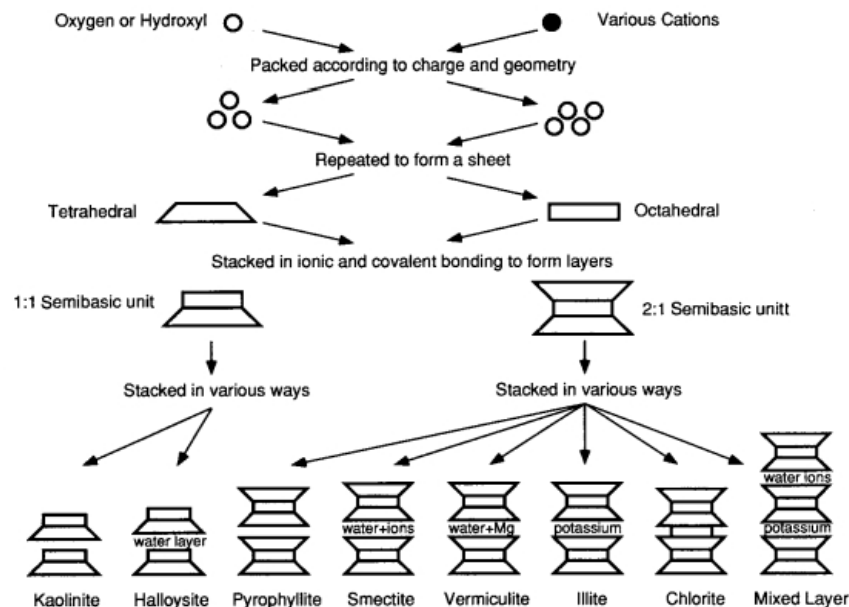 Oxygen or Hydroxyl
Various Cations
Packed according to charge and geometry
Repeated to form a sheet
Tetrahedral
Octahedral
Stacked in ionic and covalent bonding to form layers
1:1 Semibasic unit
2:1 Semibasic unitt
Stacked in various ways
Stacked in various ways
water ions
water layer
water+ions
water+Mg
potassium
potassium
Kaolinite
Halloysite
Pyrophyllite
Smectite
Vermiculite
Illite
Chlorite
Mixed Layer